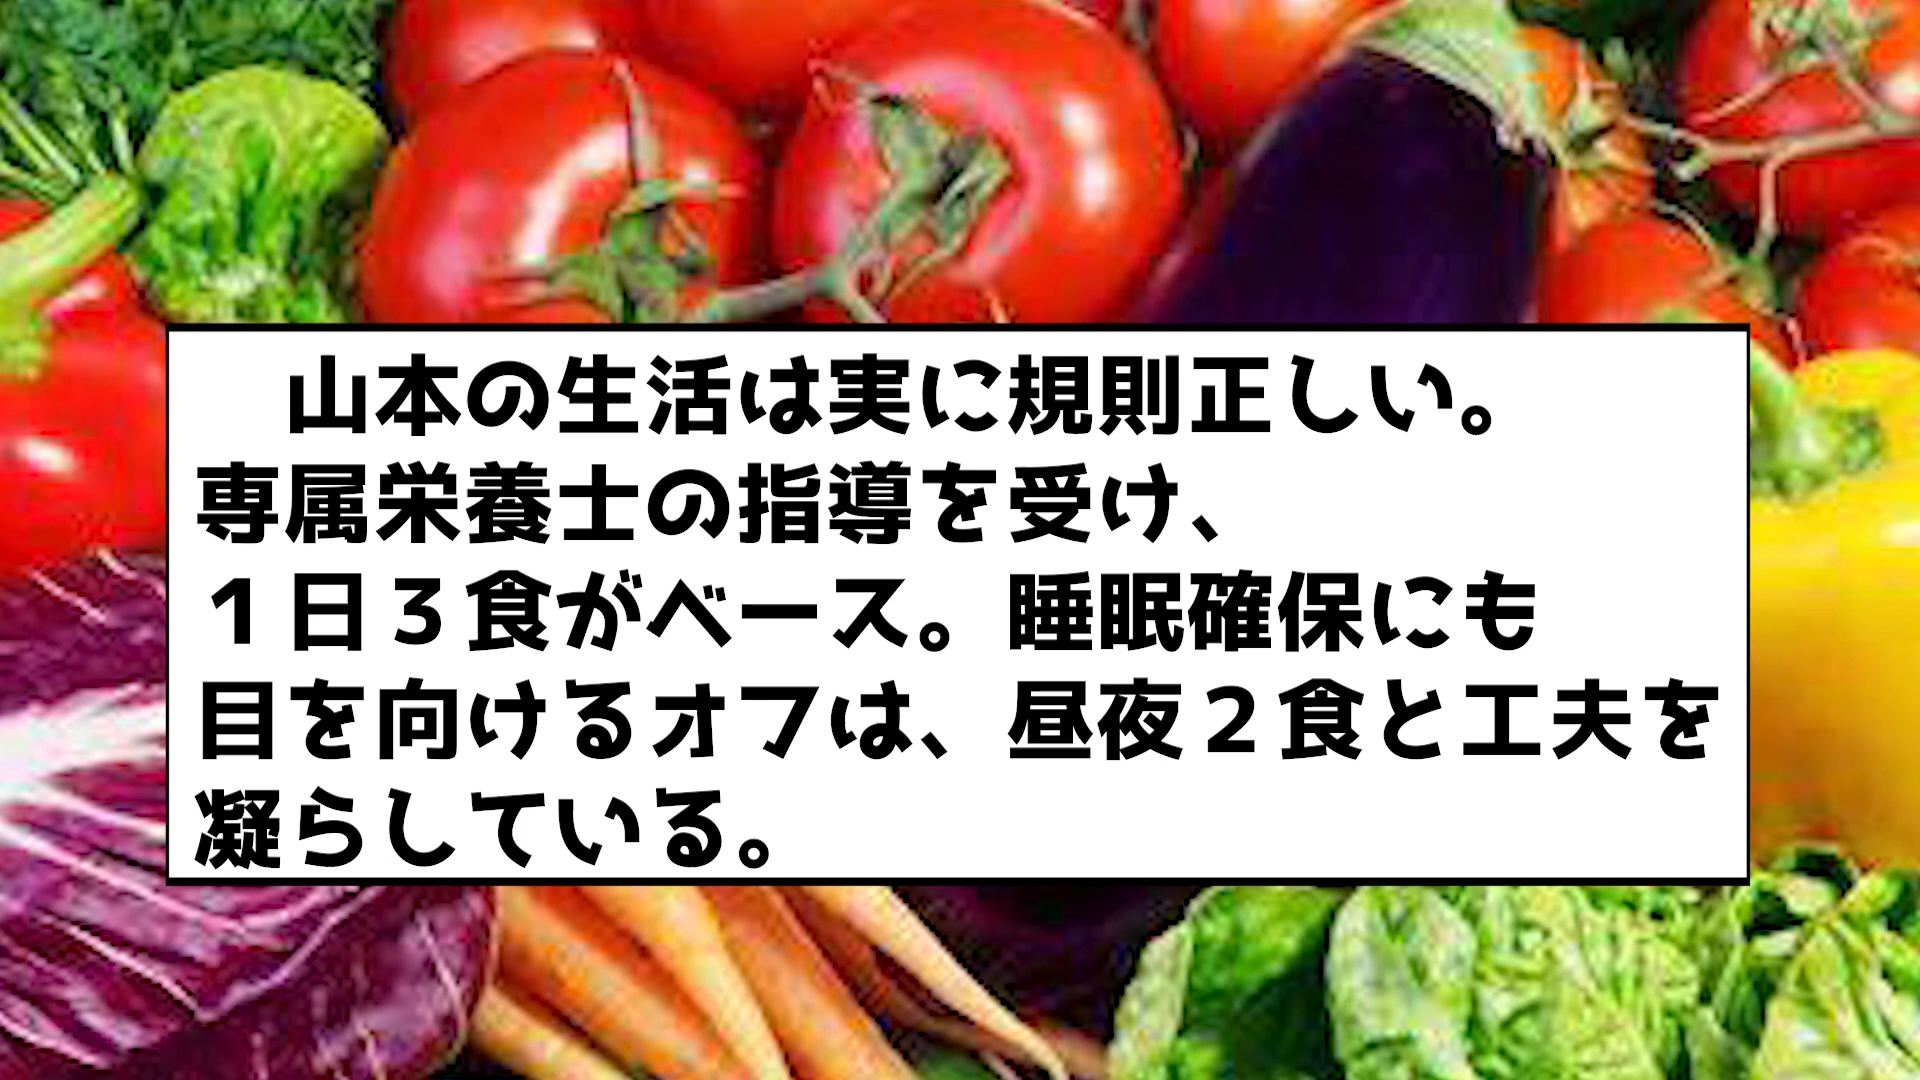 山本の生活は実に規則正しい。
専属栄養士の指導を受け、
１日３食がベース。睡眠確保にも
目を向けるオフは、昼夜２食と工夫を
凝らしている。